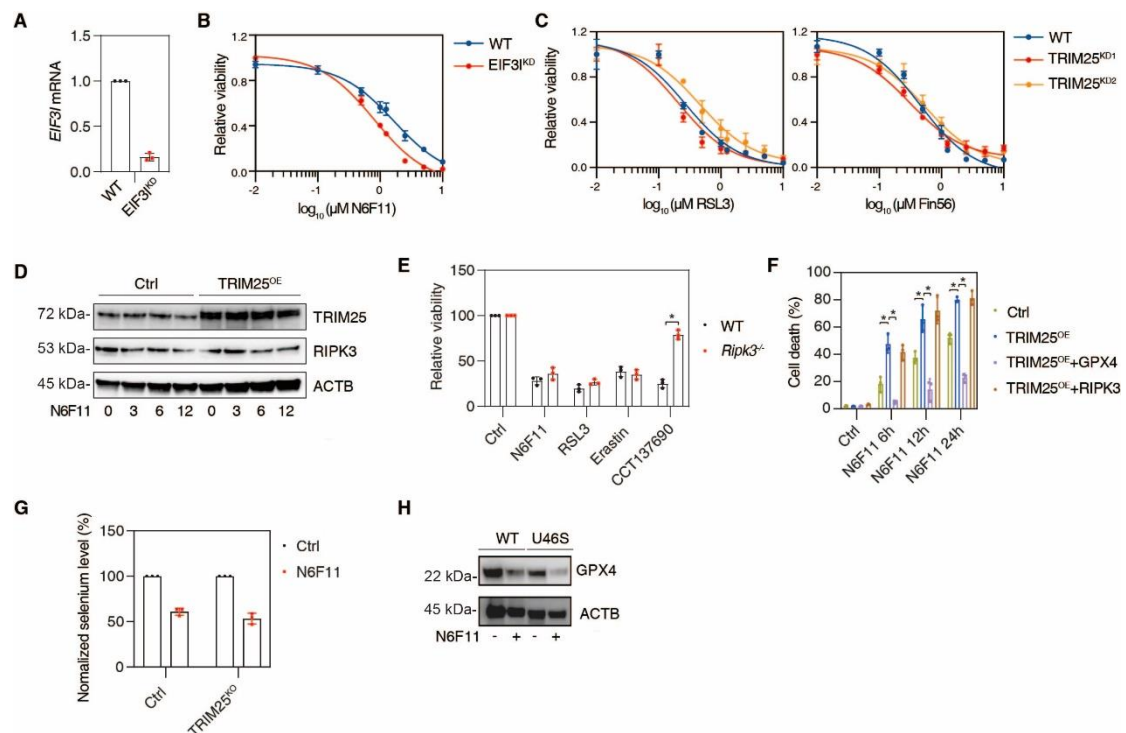 A
EIF3I mRNA
1.5
1.0
0.5
0.0
WT
EIF3I^KD
B
Relative viability
1.2
0.8
0.4
0.0
-2
-1
0
1
log₁₀ (μM N6F11)
WT
EIF3I^KD
C
Relative viability
1.2
0.8
0.4
0.0
-2
-1
0
1
log₁₀ (μM RSL3)
1.2
0.8
0.4
0.0
-2
-1
0
1
log₁₀ (μM Fin56)
WT
TRIM25^KD1
TRIM25^KD2
D
Ctrl TRIM25^OE
72 kDa- TRIM25
53 kDa- RIPK3
45 kDa- ACTB
N6F11 0 3 6 12 0 3 6 12
E
Relative viability
150
100
50
0
*
Ctrl
N6F11
RSL3
Erastin
CCT137690
WT
Ripk3^-/-
F
Cell death (%)
100
80
60
40
20
0
* * * * * *
Ctrl
N6F11 6h
N6F11 12h
N6F11 24h
Ctrl
TRIM25^OE
TRIM25^OE+GPX4
TRIM25^OE+RIPK3
G
Nomalized selenium level (%)
150
100
50
0
Ctrl
TRIM25^KO
Ctrl
N6F11
H
WT U46S
22 kDa- GPX4
45 kDa- ACTB
N6F11 - + - +